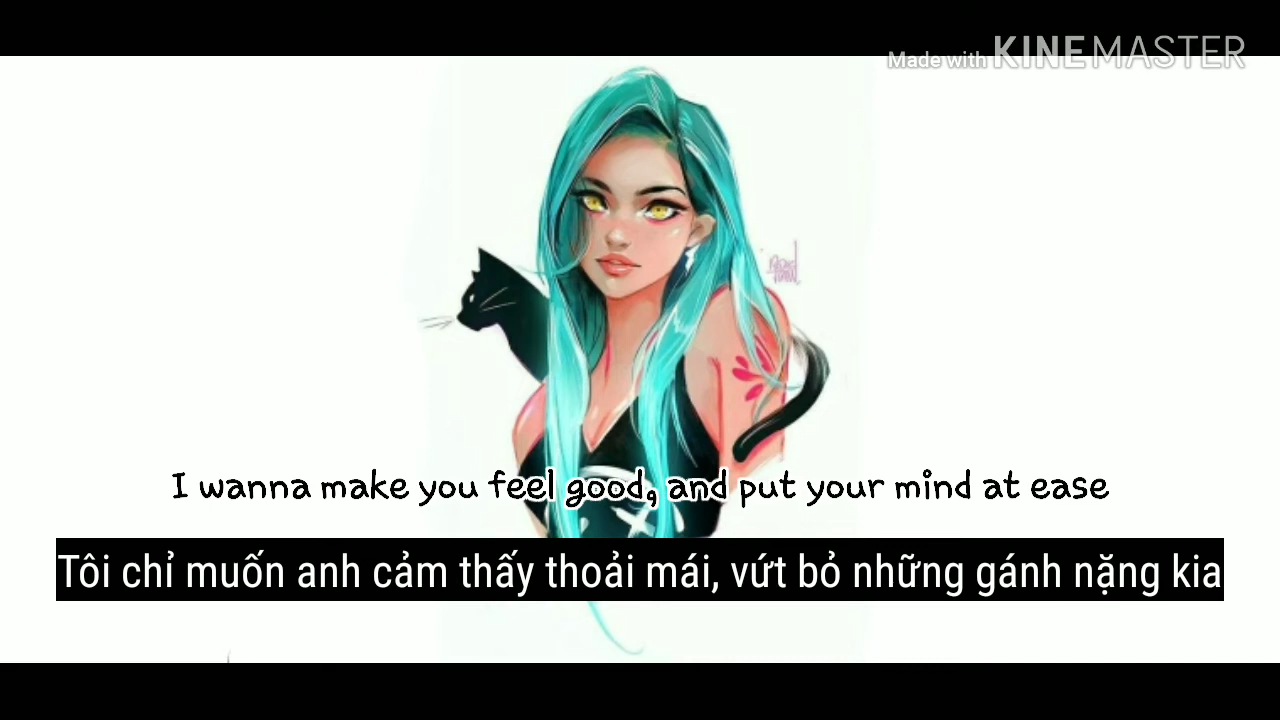 Made with KINEMASTER
I wanna make you feel good, and put your mind at ease
Tôi chỉ muốn anh cảm thấy thoải mái, vứt bỏ những gánh nặng kia